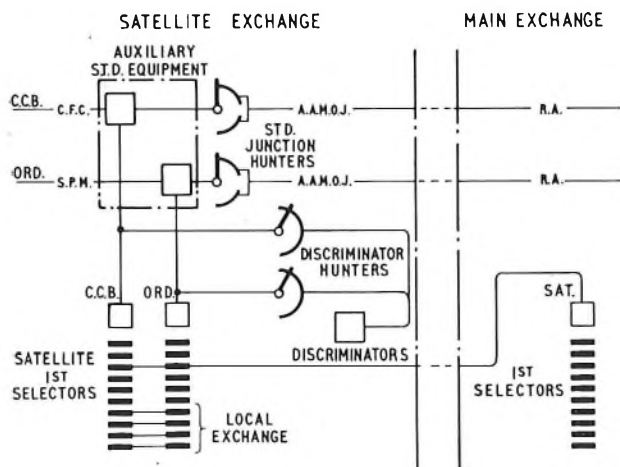 SATELLITE EXCHANGE
MAIN EXCHANGE
AUXILIARY
S.T.D. EQUIPMENT
C.C.B.
C.F.C.
A.A.M.O.J.
R.A.
STD.
JUNCTION
HUNTERS
ORD.
S.P.M.
A.A.M.O.J.
R.A.
DISCRIMINATOR
HUNTERS
C.C.B.
ORD.
SAT.
DISCRIMINATORS
SATELLITE
1ST
SELECTORS
1ST
SELECTORS
LOCAL
EXCHANGE